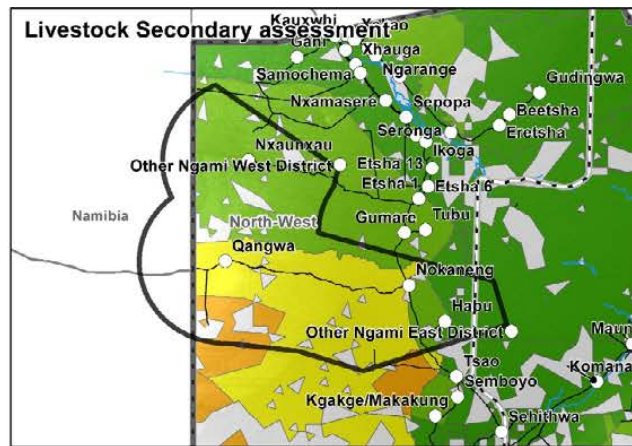 Livestock Secondary assessment
Kauxwhi
Xhauga
Samochema
Ngarange
Gudingwa
Nxamasere
Sepopa
Beetsha
Seronga
Eretsha
Ikoga
Nxaunxau
Etsha 13
Other Ngami West District
Etsha 1
Etsha 6
Namibia
North-West
Gumare
Tubu
Qangwa
Nokaneng
Habu
Other Ngami East District
Maun
Tsao
Komana
Semboyo
Kgakge/Makakung
Sehithwa